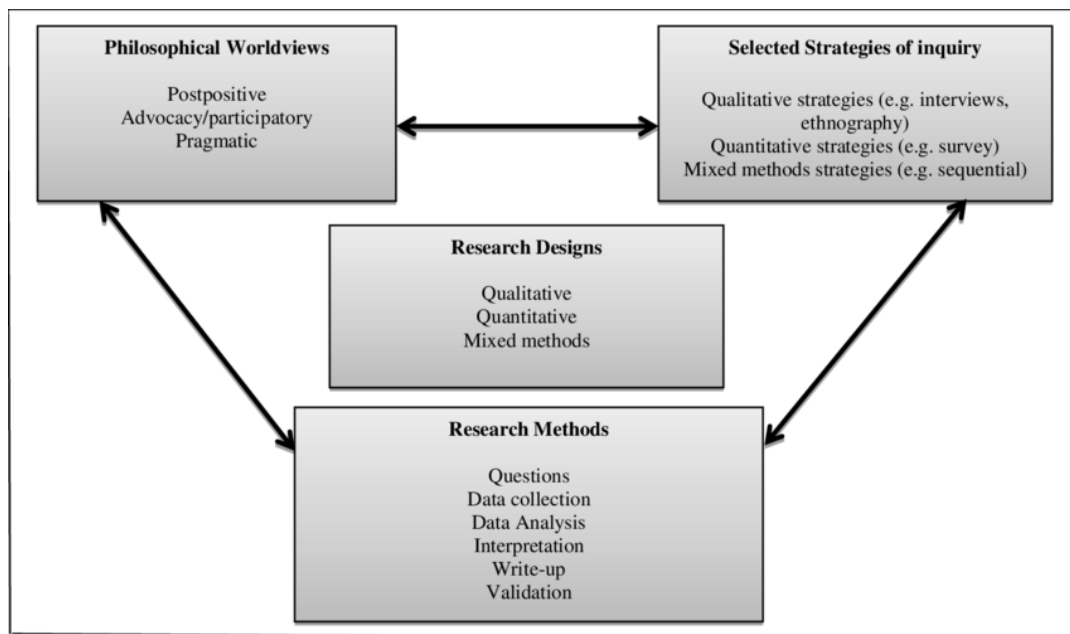 Philosophical Worldviews
Postpositive
Advocacy/participatory
Pragmatic
Selected Strategies of inquiry
Qualitative strategies (e.g. interviews,
ethnography)
Quantitative strategies (e.g. survey)
Mixed methods strategies (e.g. sequential)
Research Designs
Qualitative
Quantitative
Mixed methods
Research Methods
Questions
Data collection
Data Analysis
Interpretation
Write-up
Validation